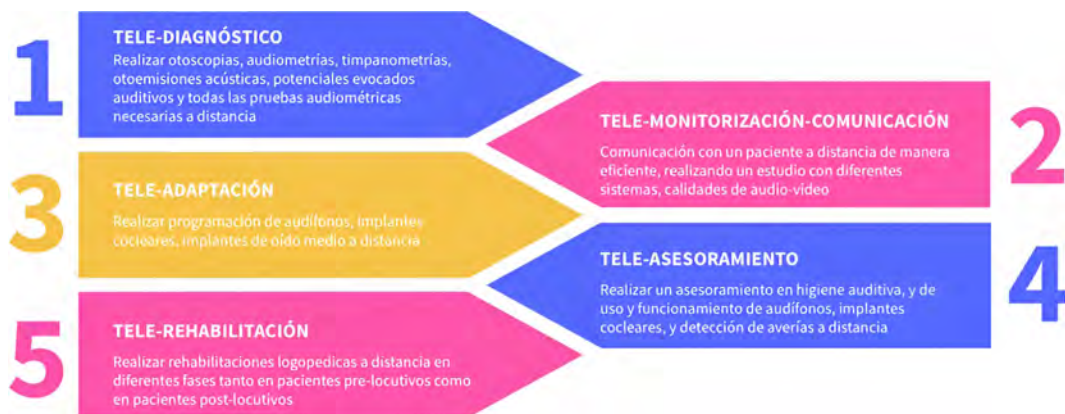 1
TELE-DIAGNÓSTICO
Realizar otoscopias, audiometrías, timpanometrías,
otoemisiones acústicas, potenciales evocados
auditivos y todas las pruebas audiométricas
necesarias a distancia
2
TELE-MONITORIZACIÓN-COMUNICACIÓN
Comunicación con un paciente a distancia de manera
eficiente, realizando un estudio con diferentes
sistemas, calidades de audio-video
3
TELE-ADAPTACIÓN
Realizar programación de audífonos, implantes
cocleares, implantes de oído medio a distancia
4
TELE-ASESORAMIENTO
Realizar un asesoramiento en higiene auditiva, y de
uso y funcionamiento de audífonos, implantes
cocleares, y detección de averías a distancia
5
TELE-REHABILITACIÓN
Realizar rehabilitaciones logopedicas a distancia en
diferentes fases tanto en pacientes pre-locutivos como
en pacientes post-locutivos